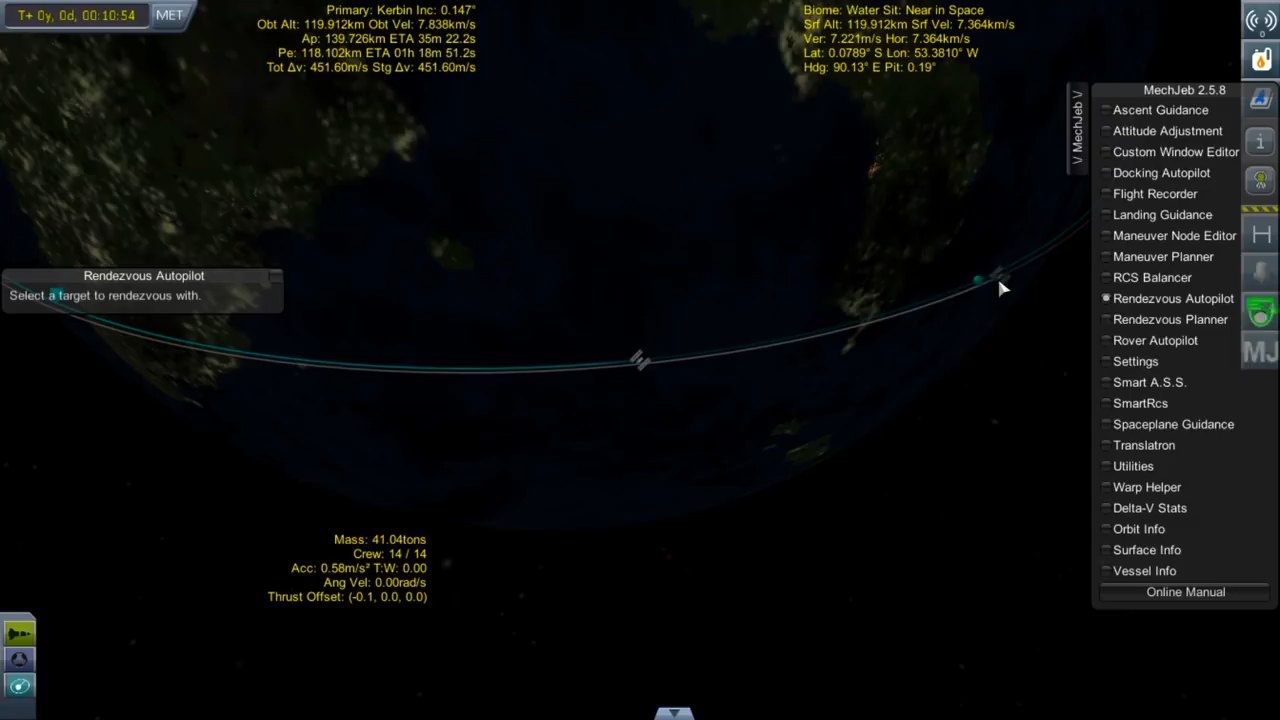 T+ 0y, 0d, 00:10:54 MET
Primary: Kerbin Inc: 0.147°
Obt Alt: 119.912km Obt Vel: 7.838km/s
Ap: 139.726km ETA 35m 22.2s
Pe: 118.102km ETA 01h 18m 51.2s
Tot Δv: 451.60m/s Stg Δv: 451.60m/s
Biome: Water Sit: Near in Space
Srf Alt: 119.912km Srf Vel: 7.364km/s
Ver: 7.221m/s Hor: 7.364km/s
Lat: 0.0789° S Lon: 53.3810° W
Hdg: 90.13° E Pit: 0.19°
0
V MechJeb V
MechJeb 2.5.8
Ascent Guidance
Attitude Adjustment
Custom Window Editor
Docking Autopilot
Flight Recorder
Landing Guidance
Maneuver Node Editor
Maneuver Planner
RCS Balancer
Rendezvous Autopilot
Rendezvous Planner
Rover Autopilot
Settings
Smart A.S.S.
SmartRcs
Spaceplane Guidance
Translatron
Utilities
Warp Helper
Delta-V Stats
Orbit Info
Surface Info
Vessel Info
Online Manual
MJ
Rendezvous Autopilot
Select a target to rendezvous with.
Mass: 41.04tons
Crew: 14 / 14
Acc: 0.58m/s² T:W: 0.00
Ang Vel: 0.00rad/s
Thrust Offset: (-0.1, 0.0, 0.0)